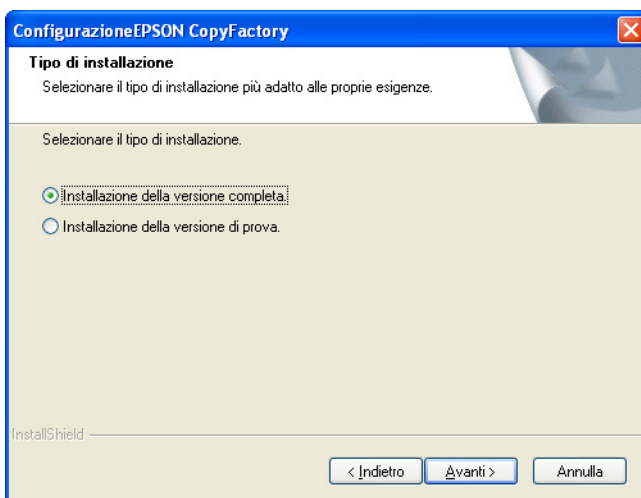 ConfigurazioneEPSON CopyFactory
Tipo di installazione
Selezionare il tipo di installazione più adatto alle proprie esigenze.
Selezionare il tipo di installazione.
Installazione della versione completa.
Installazione della versione di prova.
InstallShield
< Indietro Avanti > Annulla